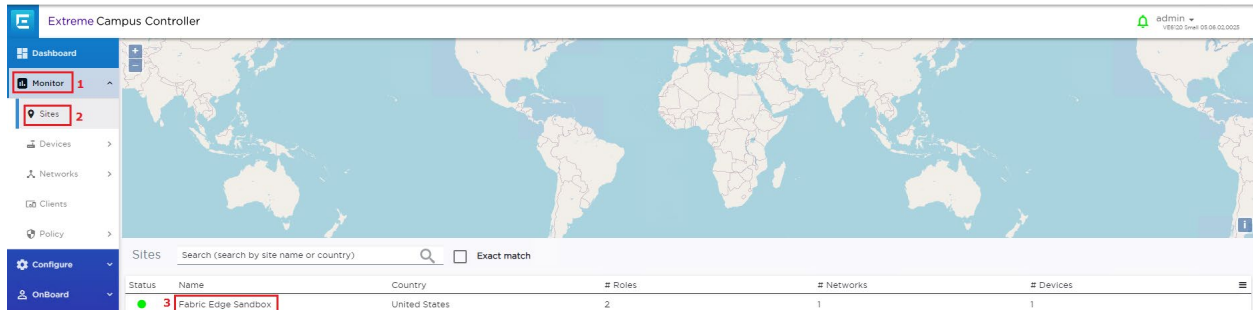 Extreme Campus Controller
admin
Dashboard
Monitor 1
Sites 2
Devices
Networks
Clients
Policy
Configure
OnBoard
Sites Search (search by site name or country) Exact match
Status Name Country # Roles # Networks # Devices
3 Fabric Edge Sandbox United States 2 1 1